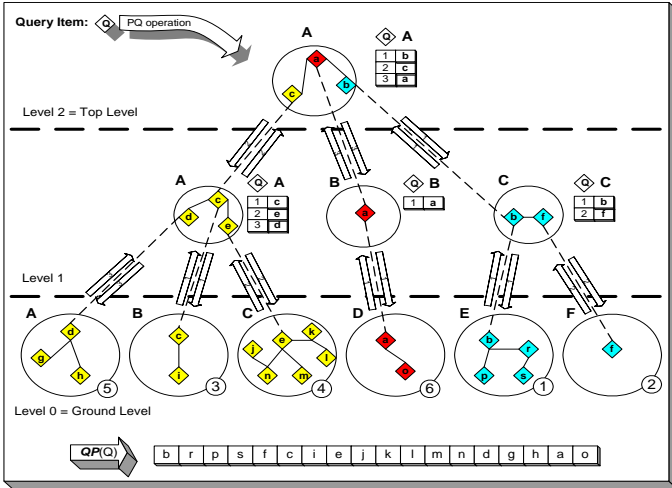 Query Item: Q PQ operation
A
Q A
1 b
2 c
3 a
a
c b
Level 2 = Top Level
A
Q A
1 c
2 e
3 d
c
d
e
B
Q B
1 a
a
C
Q C
1 b
2 f
b f
Level 1
A
d
g
h
5
B
c
i
3
C
k
j e
l
n m
4
D
a
o
6
E
b
r
p s
1
F
f
2
Level 0 = Ground Level
QP(Q) b r p s f c i e j k l m n d g h a o